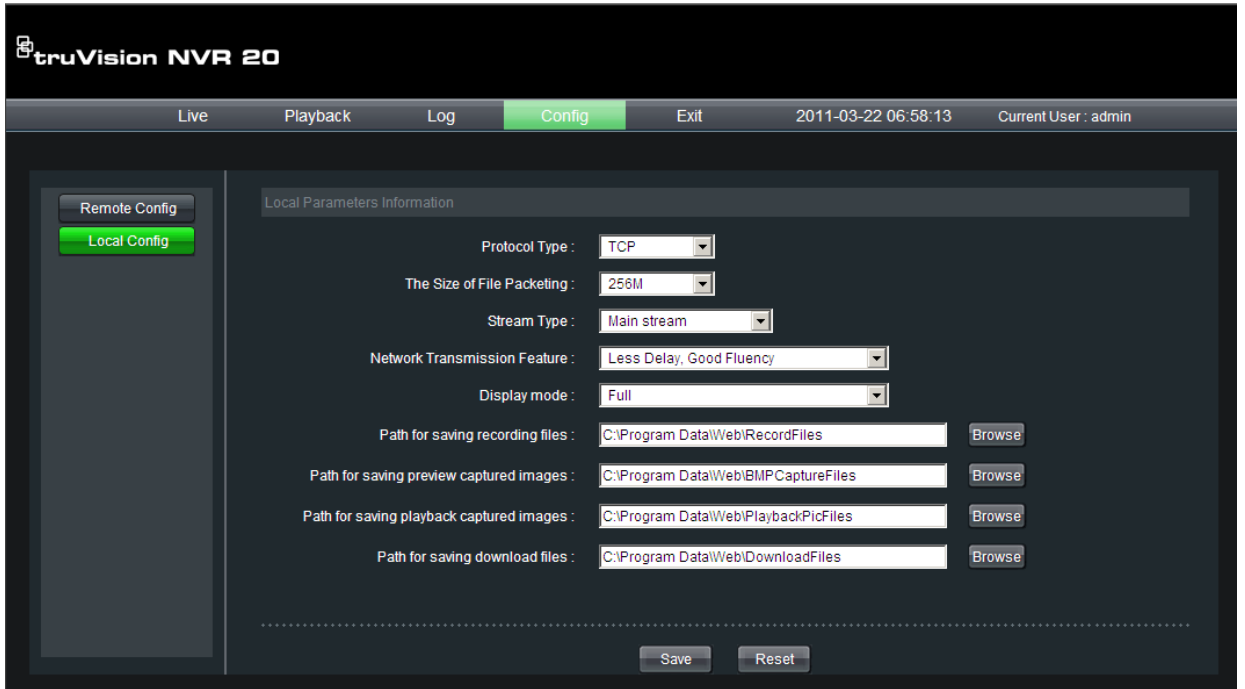 truVision NVR 20
Live Playback Log Config Exit 2011-03-22 06:58:13 Current User : admin
Remote Config
Local Config
Local Parameters Information
Protocol Type : TCP
The Size of File Packeting : 256M
Stream Type : Main stream
Network Transmission Feature : Less Delay, Good Fluency
Display mode : Full
Path for saving recording files : C:\Program Data\Web\RecordFiles Browse
Path for saving preview captured images : C:\Program Data\Web\BMPCaptureFiles Browse
Path for saving playback captured images : C:\Program Data\Web\PlaybackPicFiles Browse
Path for saving download files : C:\Program Data\Web\DownloadFiles Browse
Save Reset